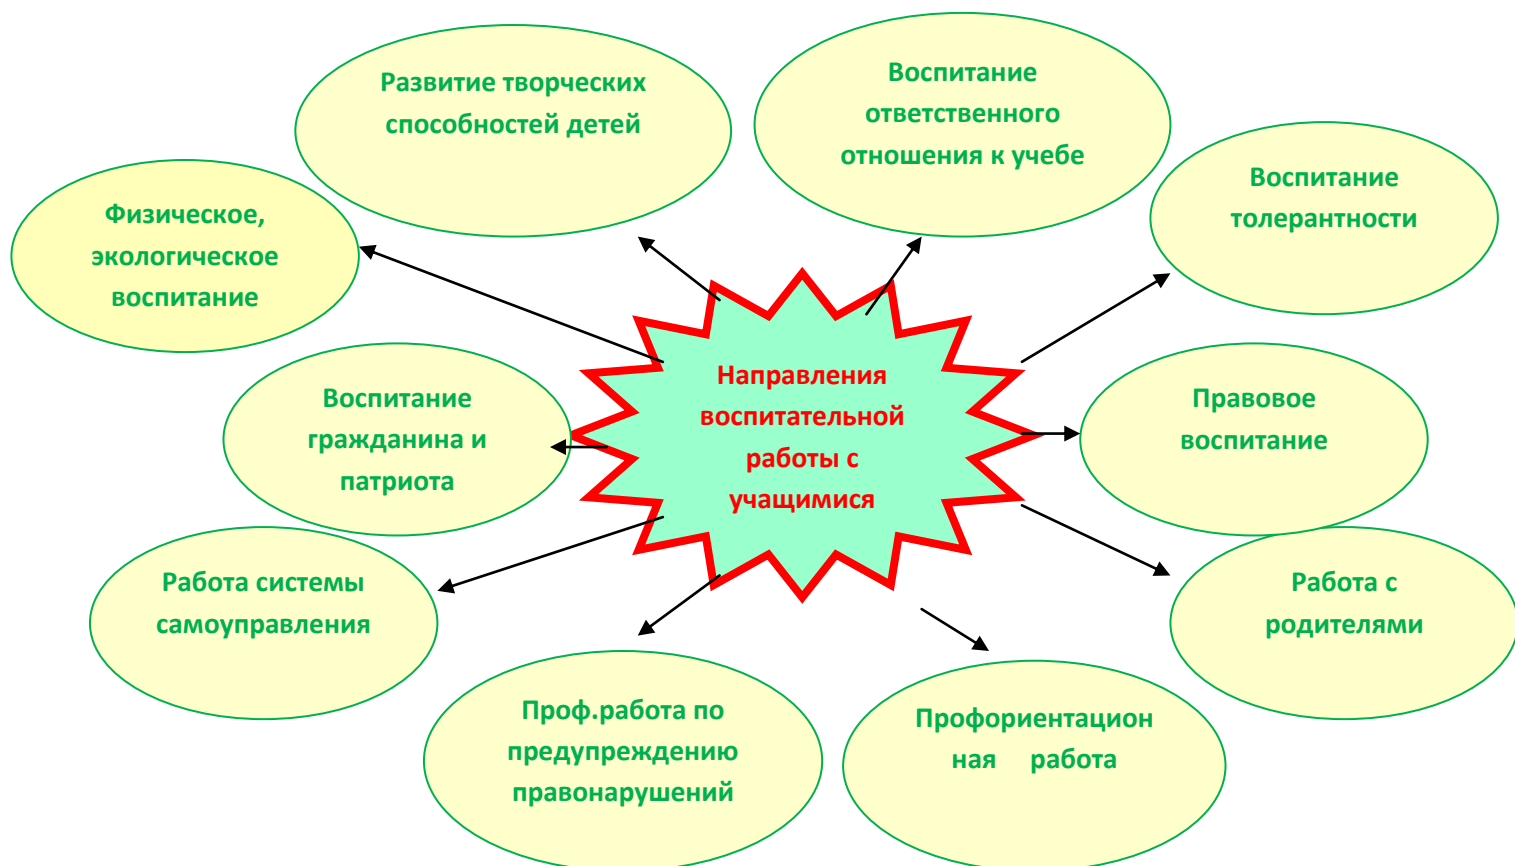 Развитие творческих
способностей детей
Воспитание
ответственного
отношения к учебе
Воспитание
толерантности
Физическое,
экологическое
воспитание
Направления
воспитательной
работы с
учащимися
Воспитание
гражданина и
патриота
Правовое
воспитание
Работа системы
самоуправления
Работа с
родителями
Проф.работа по
предупреждению
правонарушений
Профориентацион
ная работа